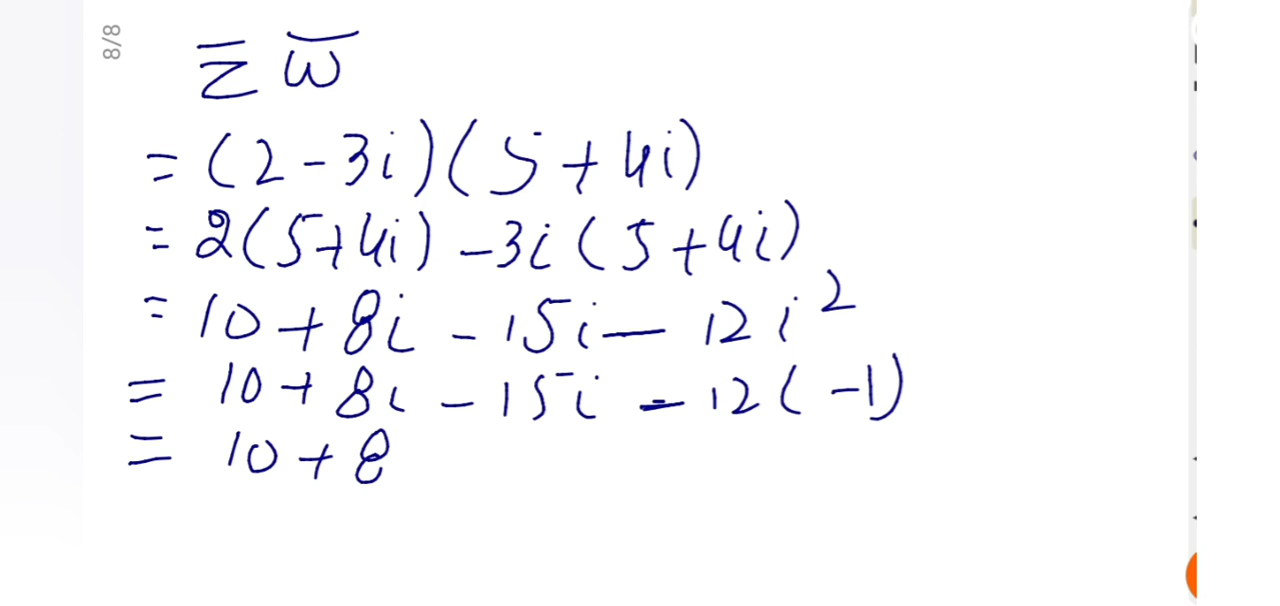 8/8
z̅ w̅
= (2 - 3i)(5 + 4i)
= 2(5+4i) - 3i(5+4i)
= 10 + 8i - 15i - 12i²
= 10 + 8i - 15i - 12(-1)
= 10 + 8